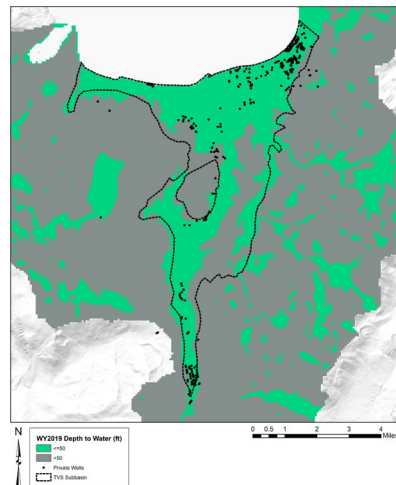 N
WY2019 Depth to Water (ft)
<=50
>50
Private Wells
TVS Subbasin
0 0.5 1 2 3 4
Miles